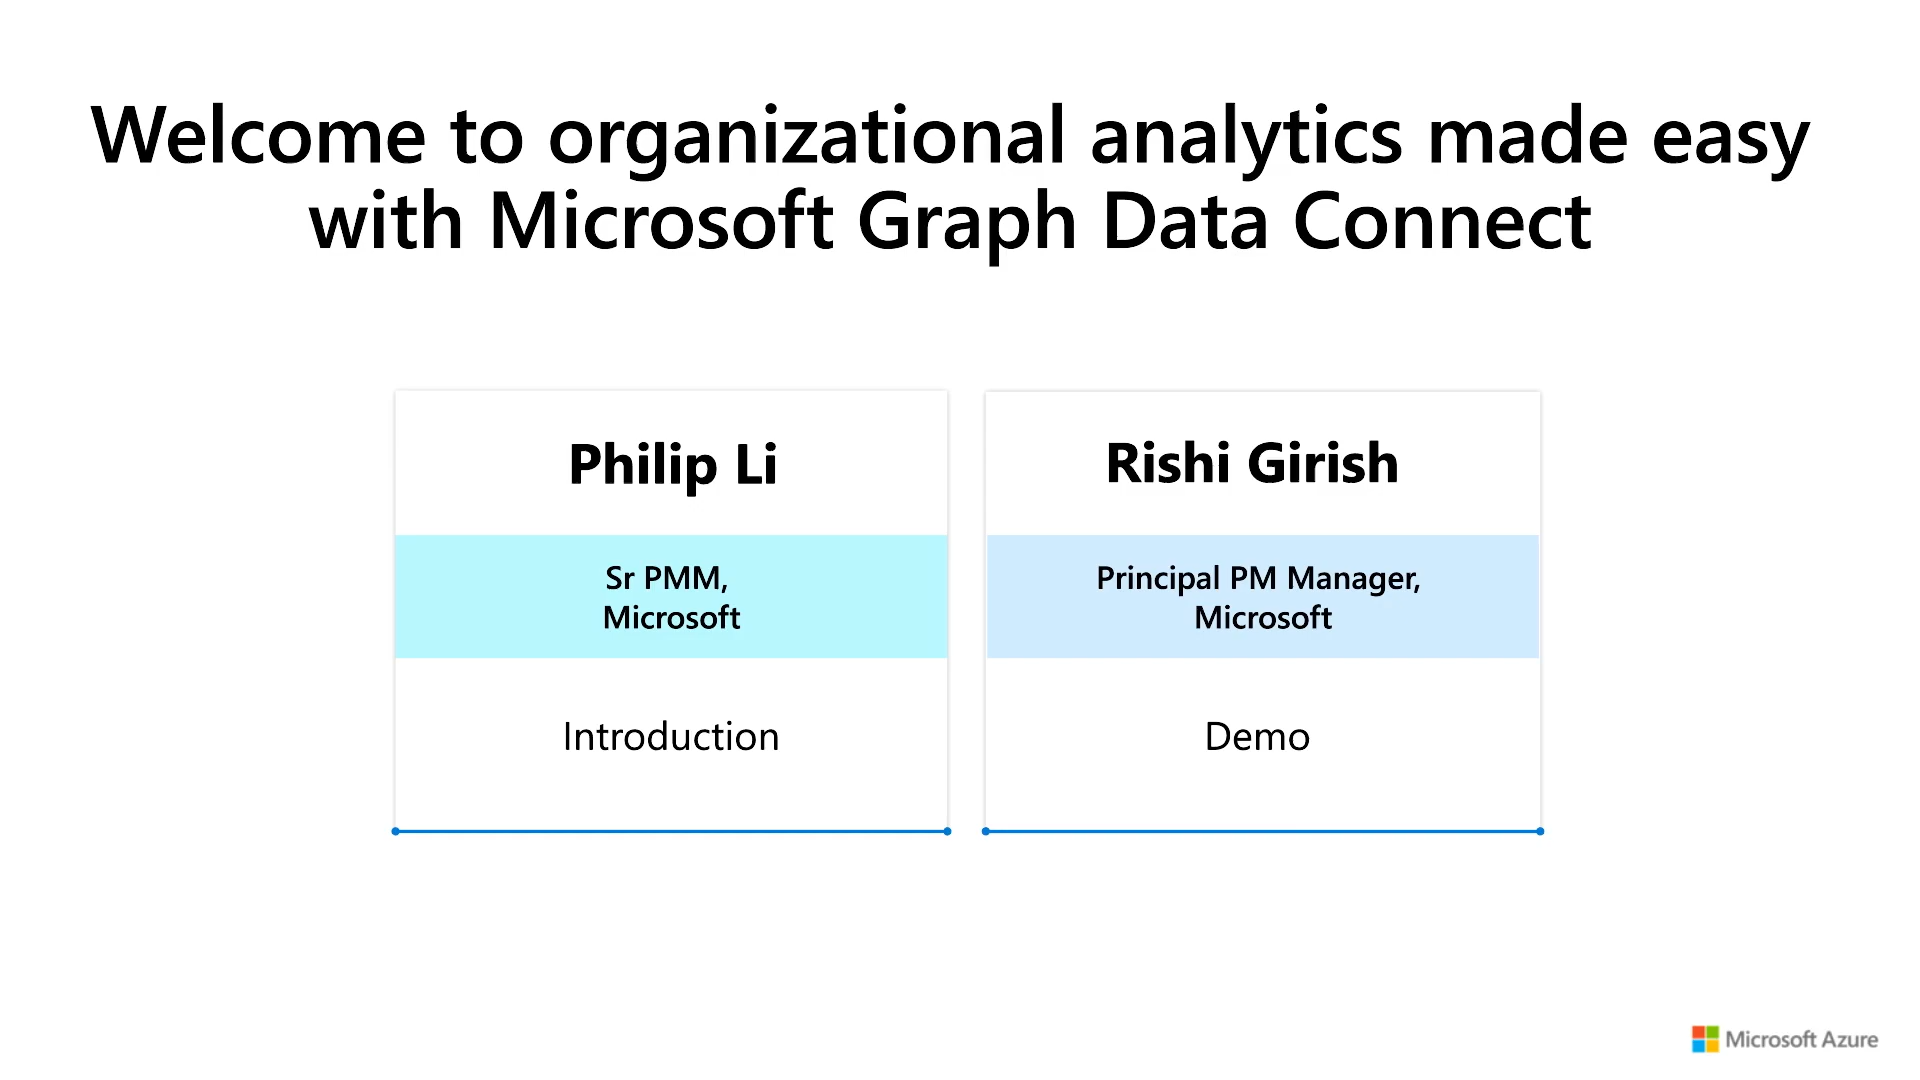 Welcome to organizational analytics made easy
with Microsoft Graph Data Connect
Philip Li
Sr PMM,
Microsoft
Introduction
Rishi Girish
Principal PM Manager,
Microsoft
Demo
Microsoft Azure